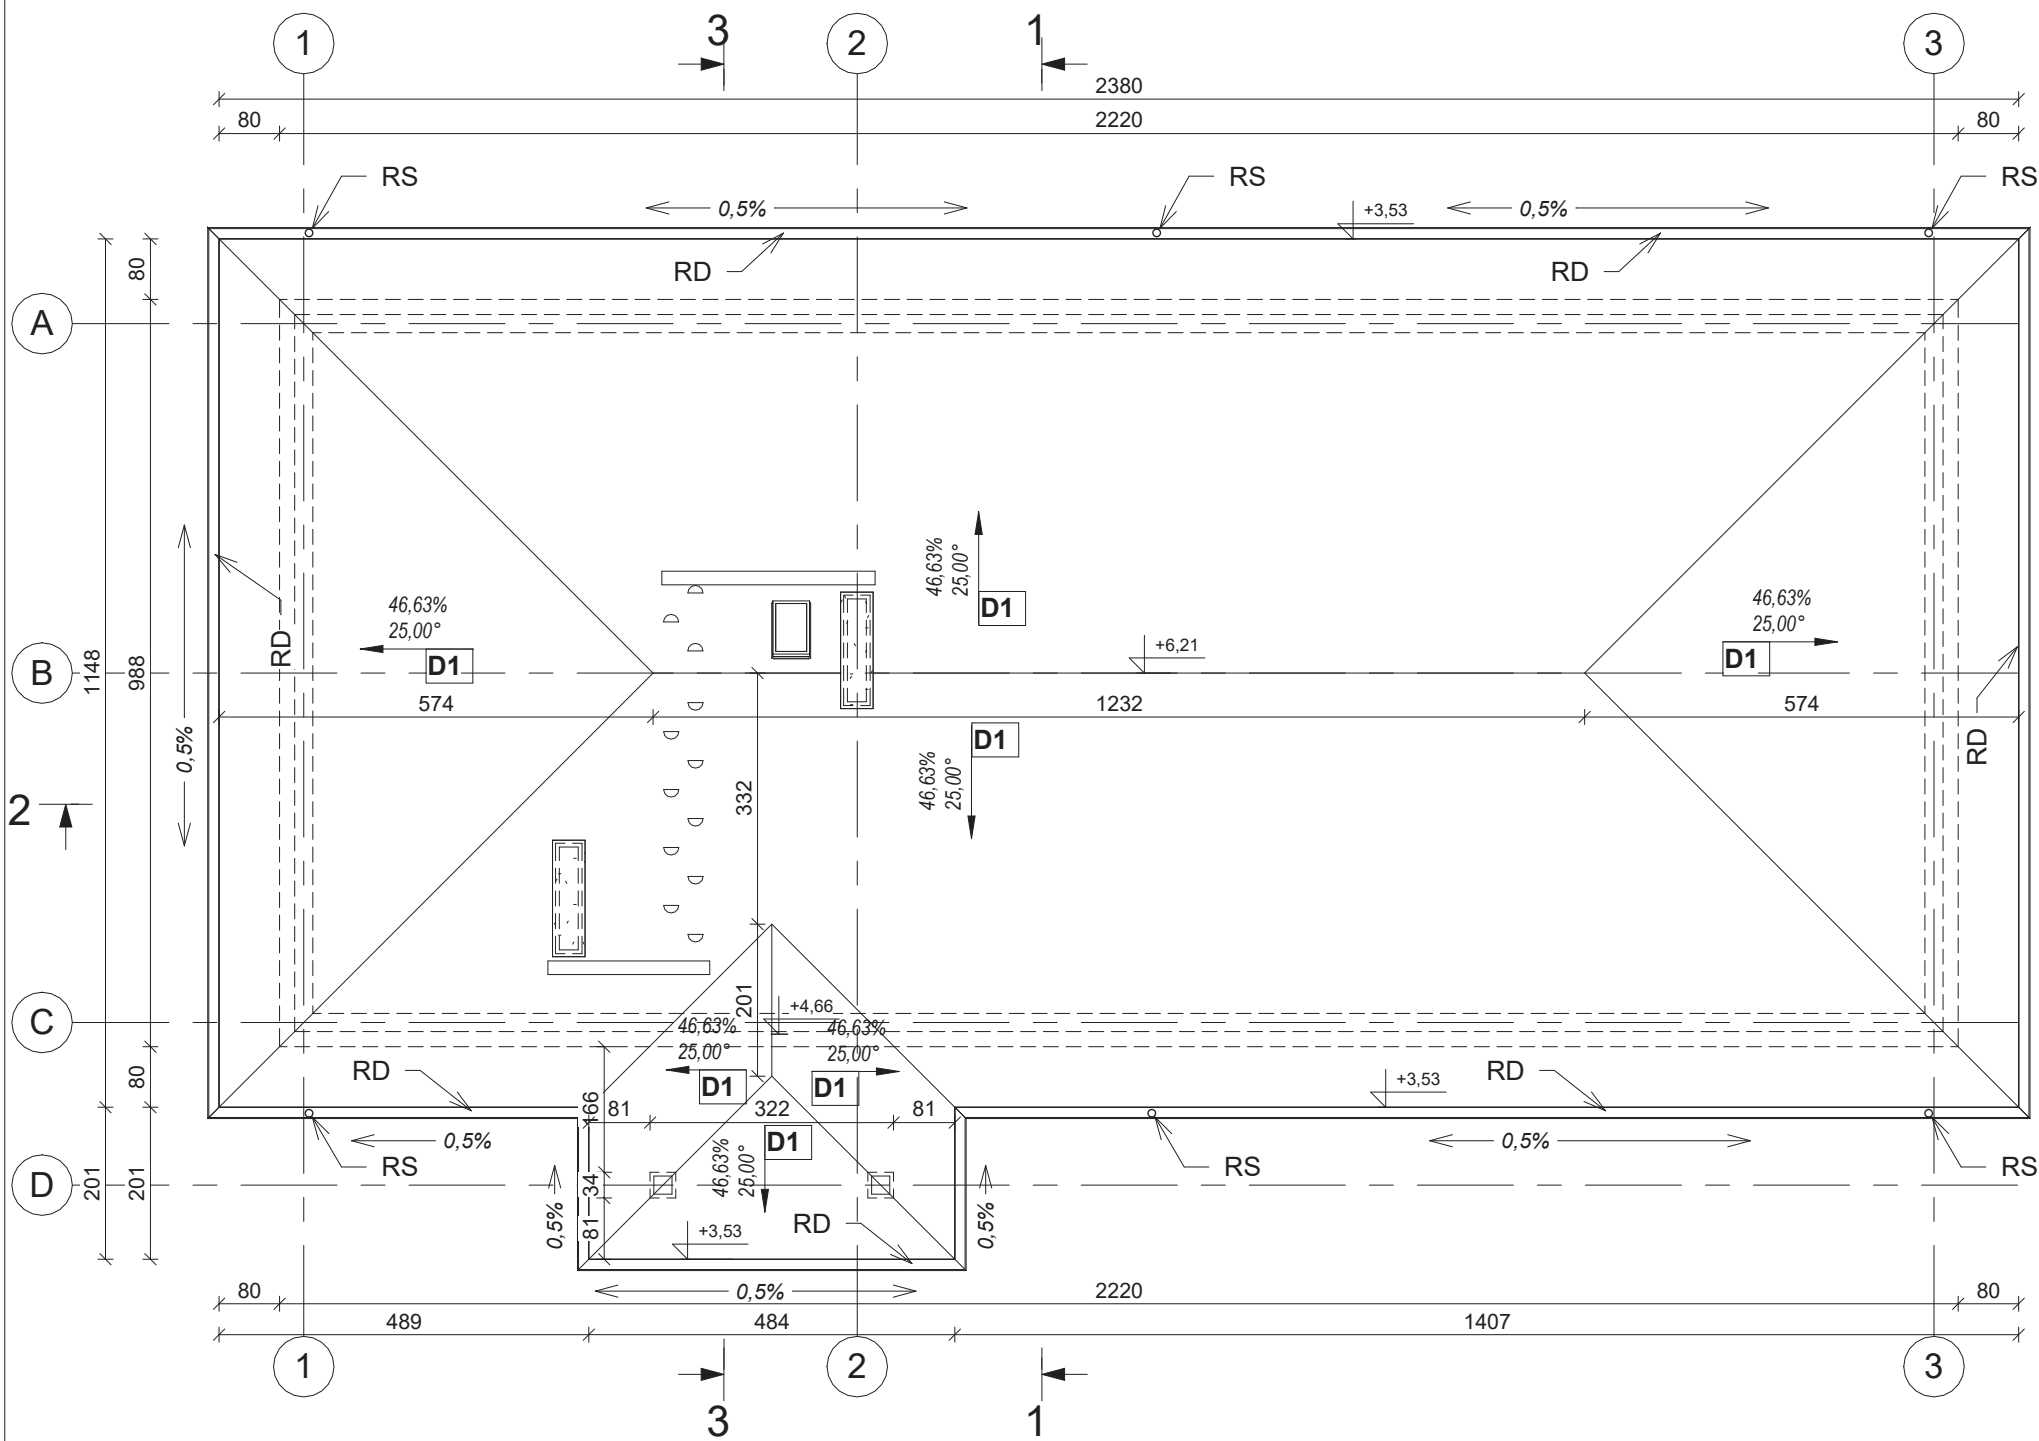 1
3
2
1
3
2380
80
2220
80
RS
RS
RS
0,5%
+3,53
0,5%
RD
RD
80
A
46,63%
25,00°
D1
46,63%
25,00°
D1
46,63%
25,00°
D1
RD
+6,21
B
1148
988
574
1232
574
0,5%
D1
46,63%
25,00°
RD
332
2
201
+4,66
C
46,63%
25,00°
46,63%
25,00°
80
RD
D1
D1
+3,53
RD
166
81
322
81
0,5%
D1
0,5%
RS
46,63%
25,00°
RS
RS
D
201
201
34
0,5%
81
RD
+3,53
0,5%
80
0,5%
2220
80
489
484
1407
1
2
3
3
1